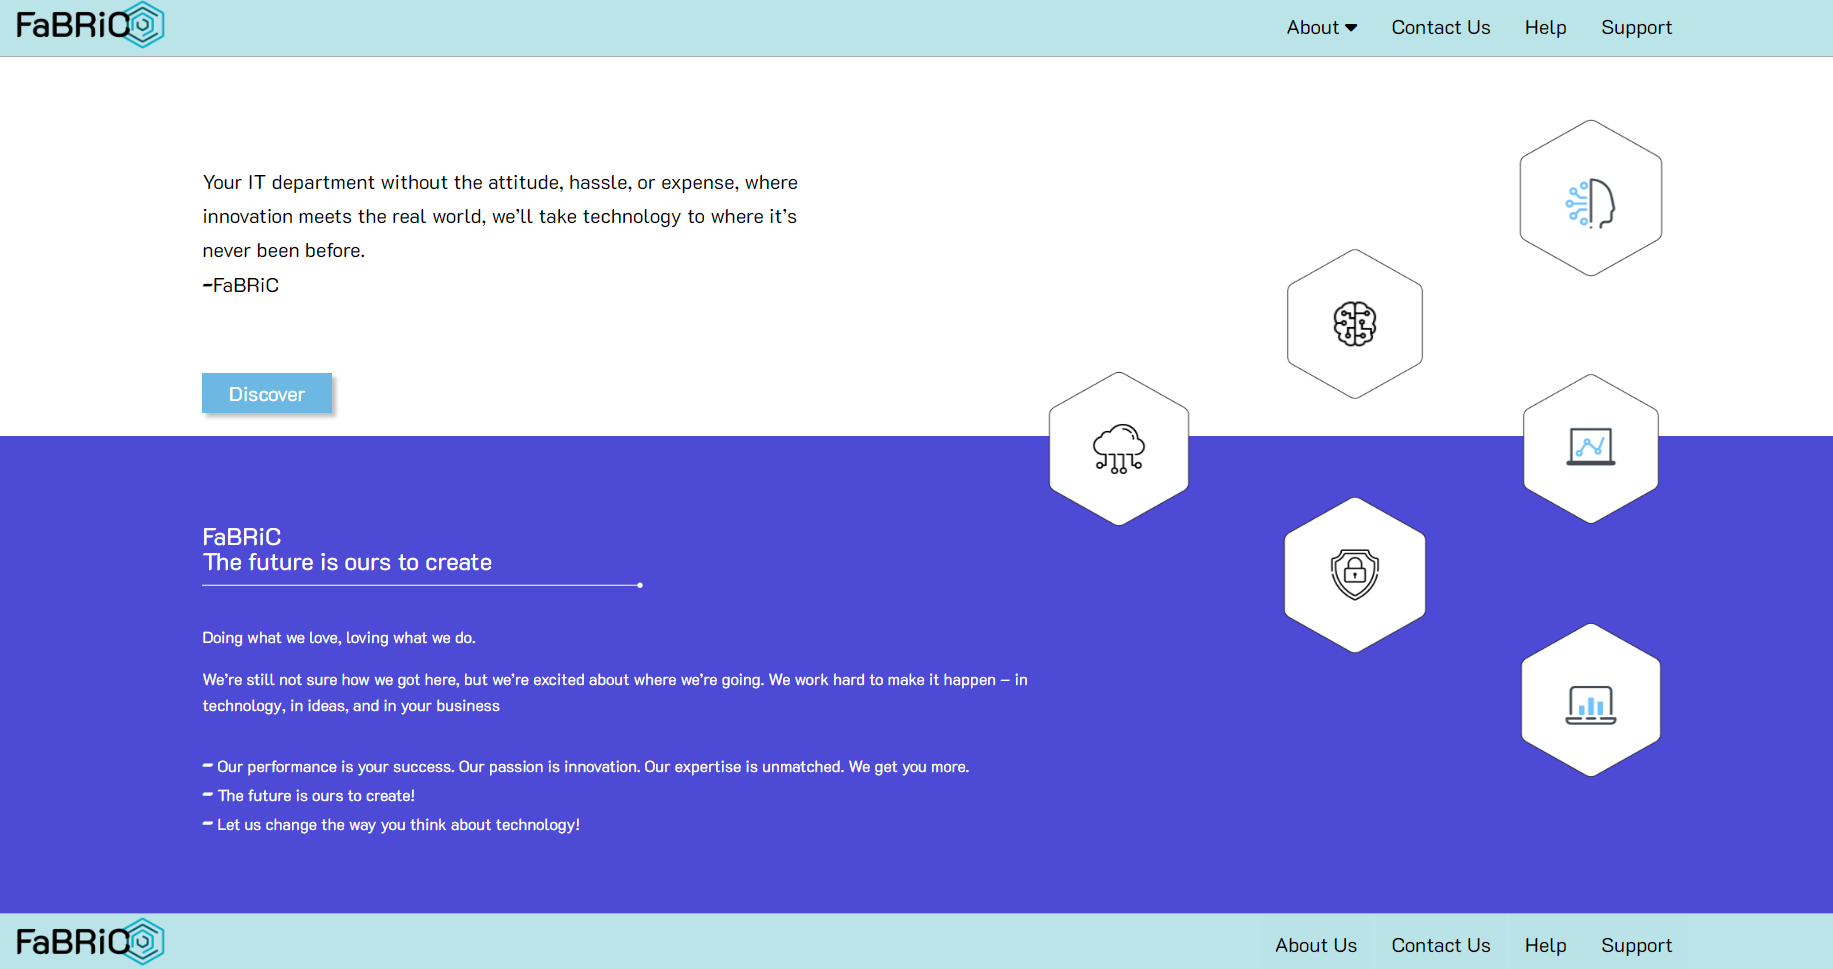 FaBRiC
About Contact Us Help Support
Your IT department without the attitude, hassle, or expense, where
innovation meets the real world, we’ll take technology to where it’s
never been before.
-FaBRiC
Discover
FaBRiC
The future is ours to create
Doing what we love, loving what we do.
We’re still not sure how we got here, but we’re excited about where we’re going. We work hard to make it happen – in
technology, in ideas, and in your business
- Our performance is your success. Our passion is innovation. Our expertise is unmatched. We get you more.
- The future is ours to create!
- Let us change the way you think about technology!
FaBRiC
About Us Contact Us Help Support